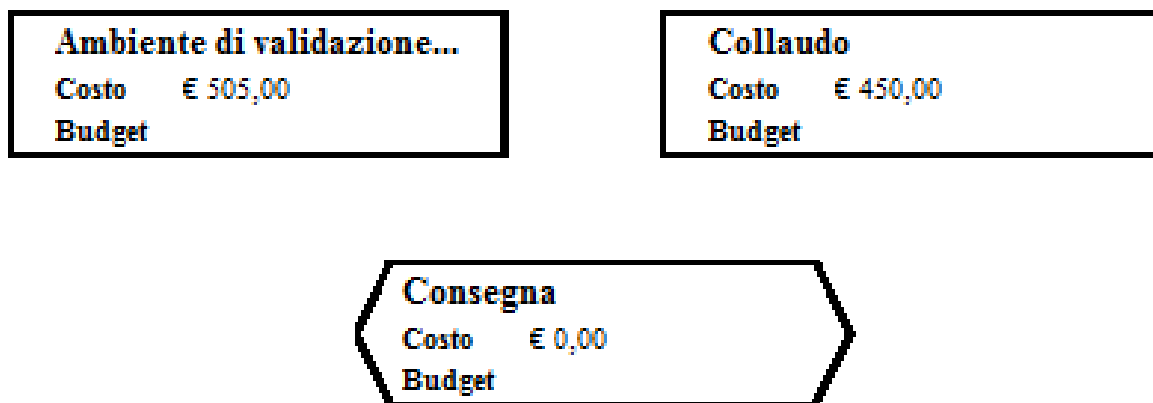 Ambiente di validazione...
Costo € 505,00
Budget
Collaudo
Costo € 450,00
Budget
Consegna
Costo € 0,00
Budget